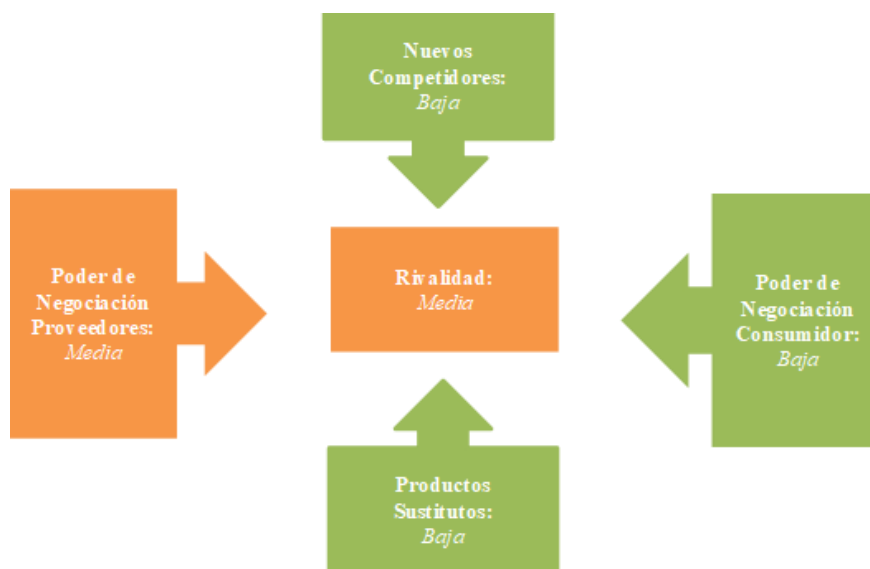 Nuevos
Competidores:
Baja
Poder de
Negociación
Proveedores:
Media
Rivalidad:
Media
Poder de
Negociación
Consumidor:
Baja
Productos
Sustitutos:
Baja